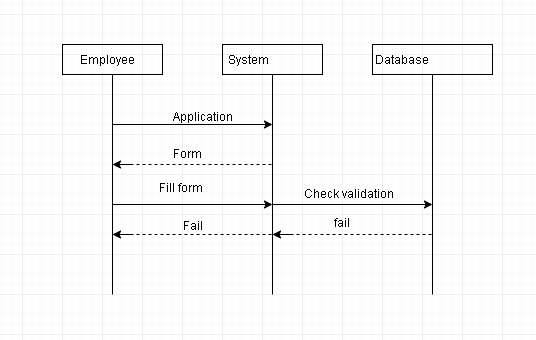 Employee
System
Database
Application
Form
Fill form
Check validation
Fail
fail